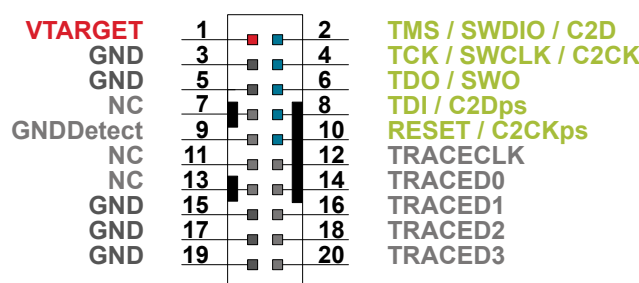 VTARGET 1 2 TMS / SWDIO / C2D
GND 3 4 TCK / SWCLK / C2CK
GND 5 6 TDO / SWO
NC 7 8 TDI / C2Dps
GNDDetect 9 10 RESET / C2CKps
NC 11 12 TRACECLK
NC 13 14 TRACED0
GND 15 16 TRACED1
GND 17 18 TRACED2
GND 19 20 TRACED3